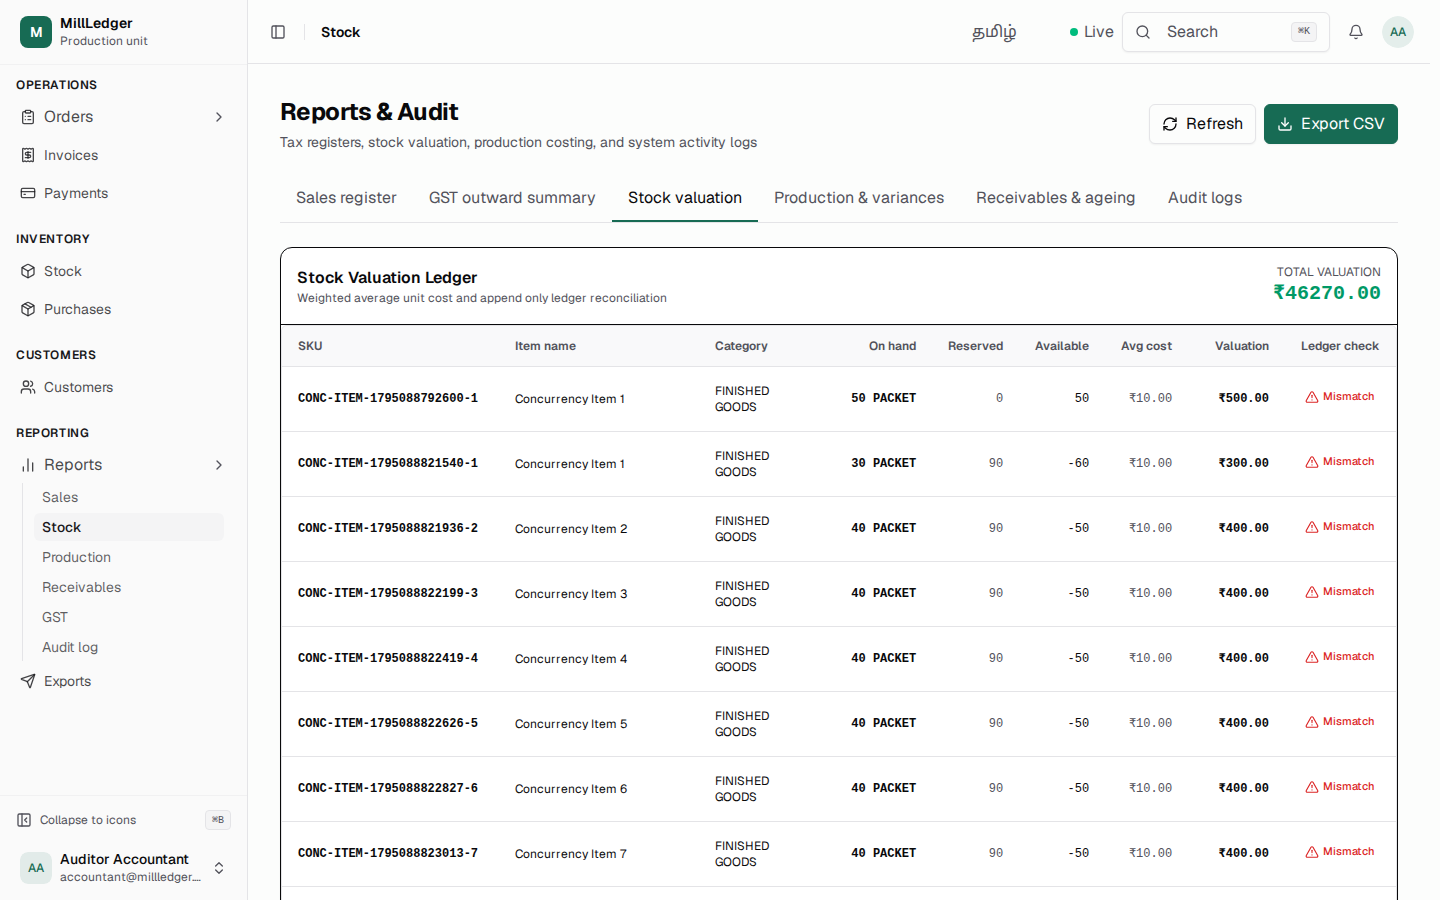 M
MillLedger
Production unit
OPERATIONS
Orders
Invoices
Payments
INVENTORY
Stock
Purchases
CUSTOMERS
Customers
REPORTING
Reports
Sales
Stock
Production
Receivables
GST
Audit log
Exports
Collapse to icons ⌘B
AA
Auditor Accountant
accountant@millledger.…
Stock
தமிழ்
Live
Search ⌘K
AA
Reports & Audit
Tax registers, stock valuation, production costing, and system activity logs
Refresh
Export CSV
Sales register GST outward summary Stock valuation Production & variances Receivables & ageing Audit logs
Stock Valuation Ledger
Weighted average unit cost and append only ledger reconciliation
TOTAL VALUATION
₹46270.00
SKU Item name Category On hand Reserved Available Avg cost Valuation Ledger check
CONC-ITEM-1795088792600-1 Concurrency Item 1 FINISHED GOODS 50 PACKET 0 50 ₹10.00 ₹500.00 Mismatch
CONC-ITEM-1795088821540-1 Concurrency Item 1 FINISHED GOODS 30 PACKET 90 -60 ₹10.00 ₹300.00 Mismatch
CONC-ITEM-1795088821936-2 Concurrency Item 2 FINISHED GOODS 40 PACKET 90 -50 ₹10.00 ₹400.00 Mismatch
CONC-ITEM-1795088822199-3 Concurrency Item 3 FINISHED GOODS 40 PACKET 90 -50 ₹10.00 ₹400.00 Mismatch
CONC-ITEM-1795088822419-4 Concurrency Item 4 FINISHED GOODS 40 PACKET 90 -50 ₹10.00 ₹400.00 Mismatch
CONC-ITEM-1795088822626-5 Concurrency Item 5 FINISHED GOODS 40 PACKET 90 -50 ₹10.00 ₹400.00 Mismatch
CONC-ITEM-1795088822827-6 Concurrency Item 6 FINISHED GOODS 40 PACKET 90 -50 ₹10.00 ₹400.00 Mismatch
CONC-ITEM-1795088823013-7 Concurrency Item 7 FINISHED GOODS 40 PACKET 90 -50 ₹10.00 ₹400.00 Mismatch